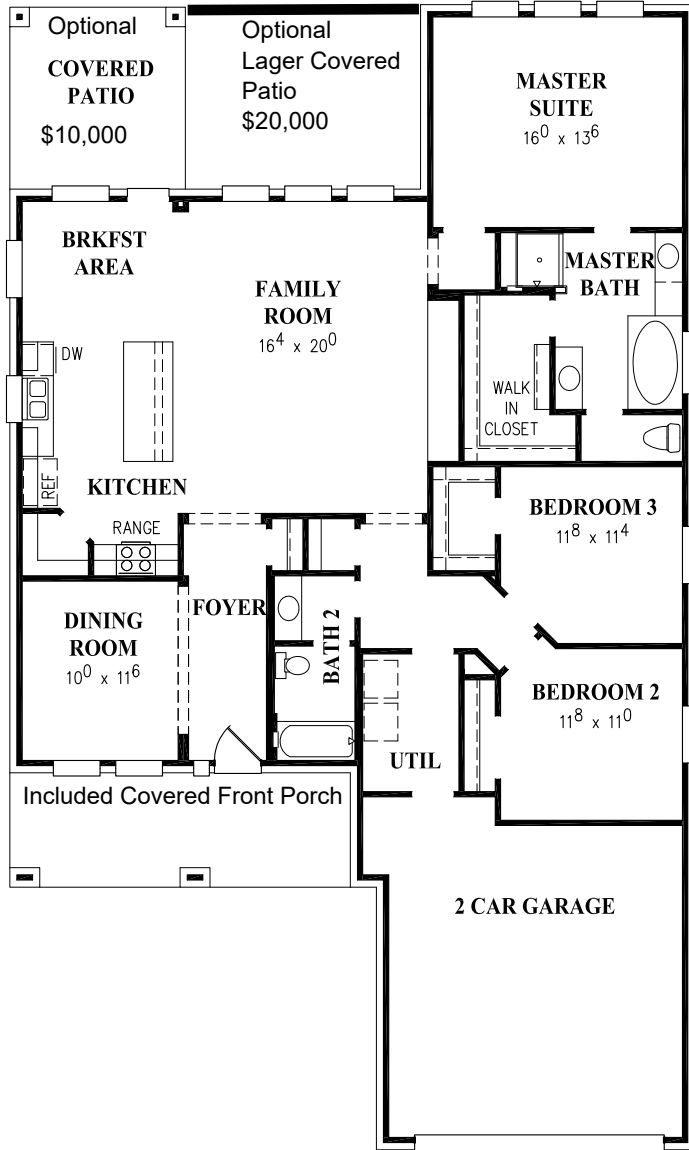 Optional
COVERED
PATIO
$10,000
Optional
Lager Covered
Patio
$20,000
MASTER
SUITE
16⁰ x 13⁶
BRKFST
AREA
FAMILY
ROOM
16⁴ x 20⁰
MASTER
BATH
DW
WALK
IN
CLOSET
REF
KITCHEN
RANGE
BEDROOM 3
11⁸ x 11⁴
DINING
ROOM
10⁰ x 11⁶
FOYER
BATH 2
BEDROOM 2
11⁸ x 11⁰
UTIL
Included Covered Front Porch
2 CAR GARAGE